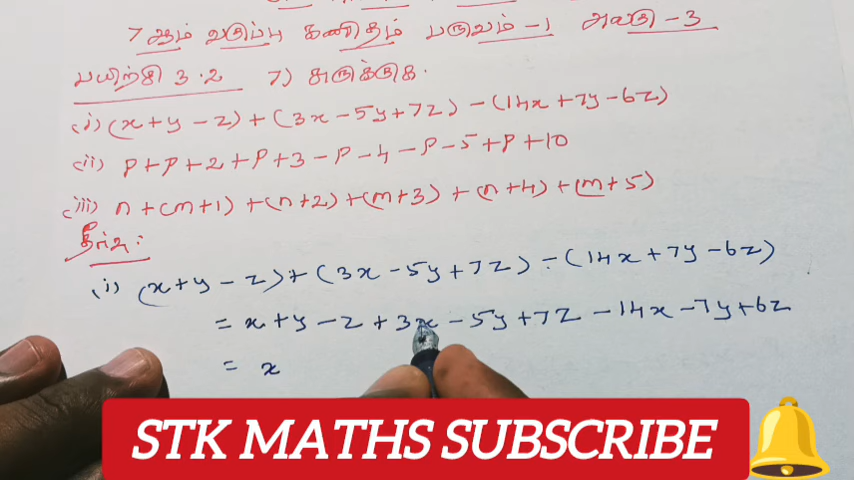 7 ஆம் வகுப்பு கணிதம் பருவம் -1 அலகு -3
பயிற்சி 3.2 7) சுருக்குக.
(i) (x+y-z)+(3x-5y+7z)-(14x+7y-6z)
(ii) P+P+2+P+3-P-4-P-5+P+10
(iii) n+(m+1)+(n+2)+(m+3)+(n+4)+(m+5)
தீர்வு:
(i) (x+y-z)+(3x-5y+7z)-(14x+7y-6z)
= x+y-z+3x-5y+7z-14x-7y+6z
= x
STK MATHS SUBSCRIBE